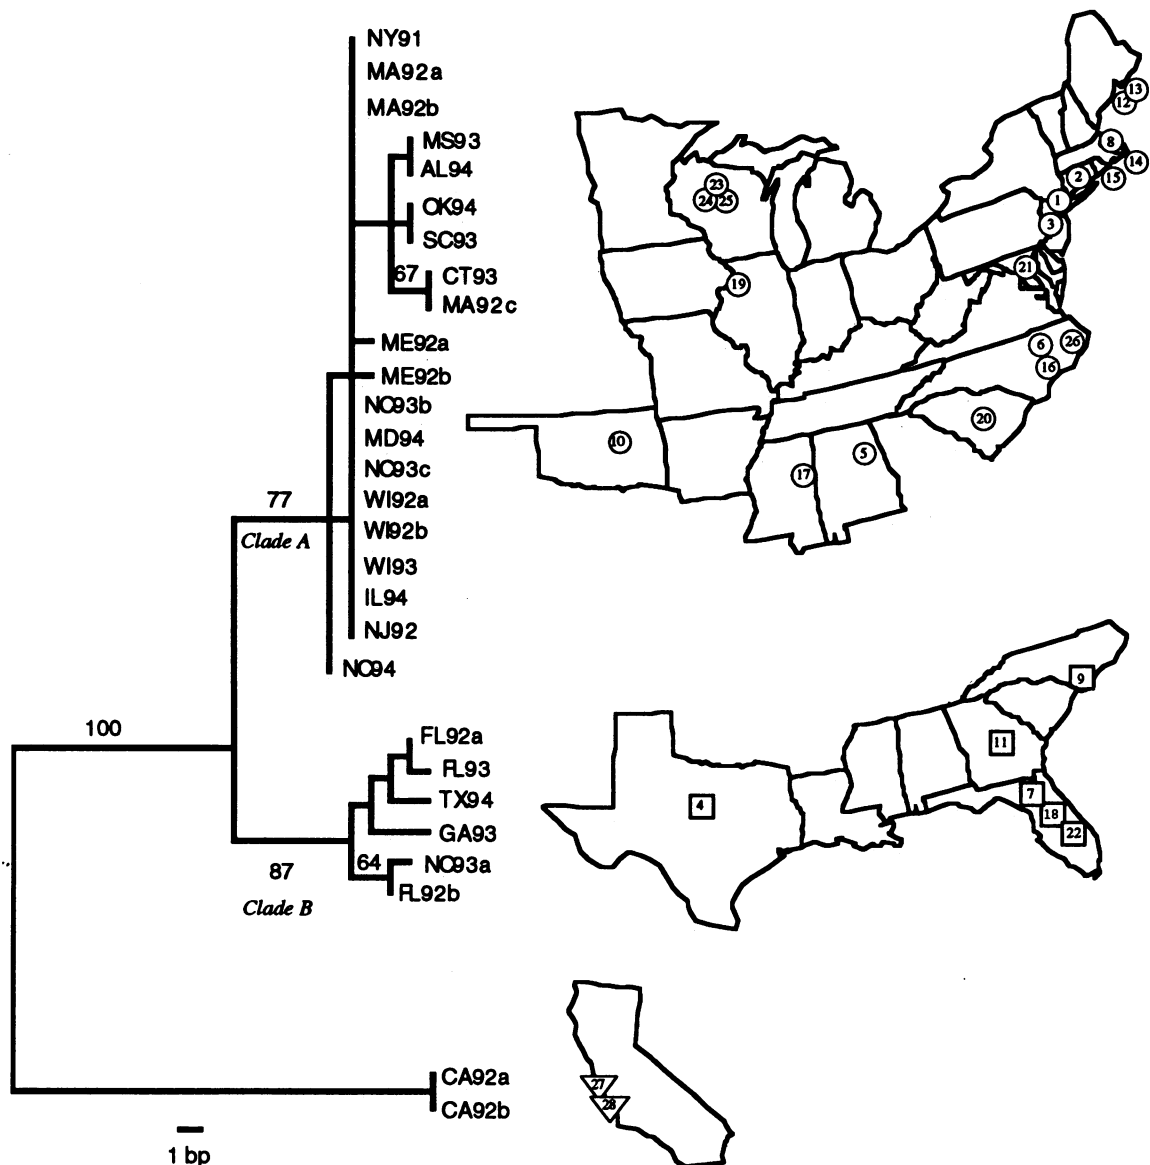 NY91
MA92a
MA92b
MS93
AL94
OK94
SC93
67
CT93
MA92c
ME92a
ME92b
NC93b
MD94
NC93c
77
WI92a
WI92b
Clade A
WI93
IL94
NJ92
NC94
100
FL92a
FL93
TX94
GA93
64
NC93a
FL92b
87
Clade B
CA92a
CA92b
1 bp
13
12
8
14
2
15
1
3
23
24
25
21
19
26
6
16
20
10
5
17
9
11
7
4
18
22
27
28